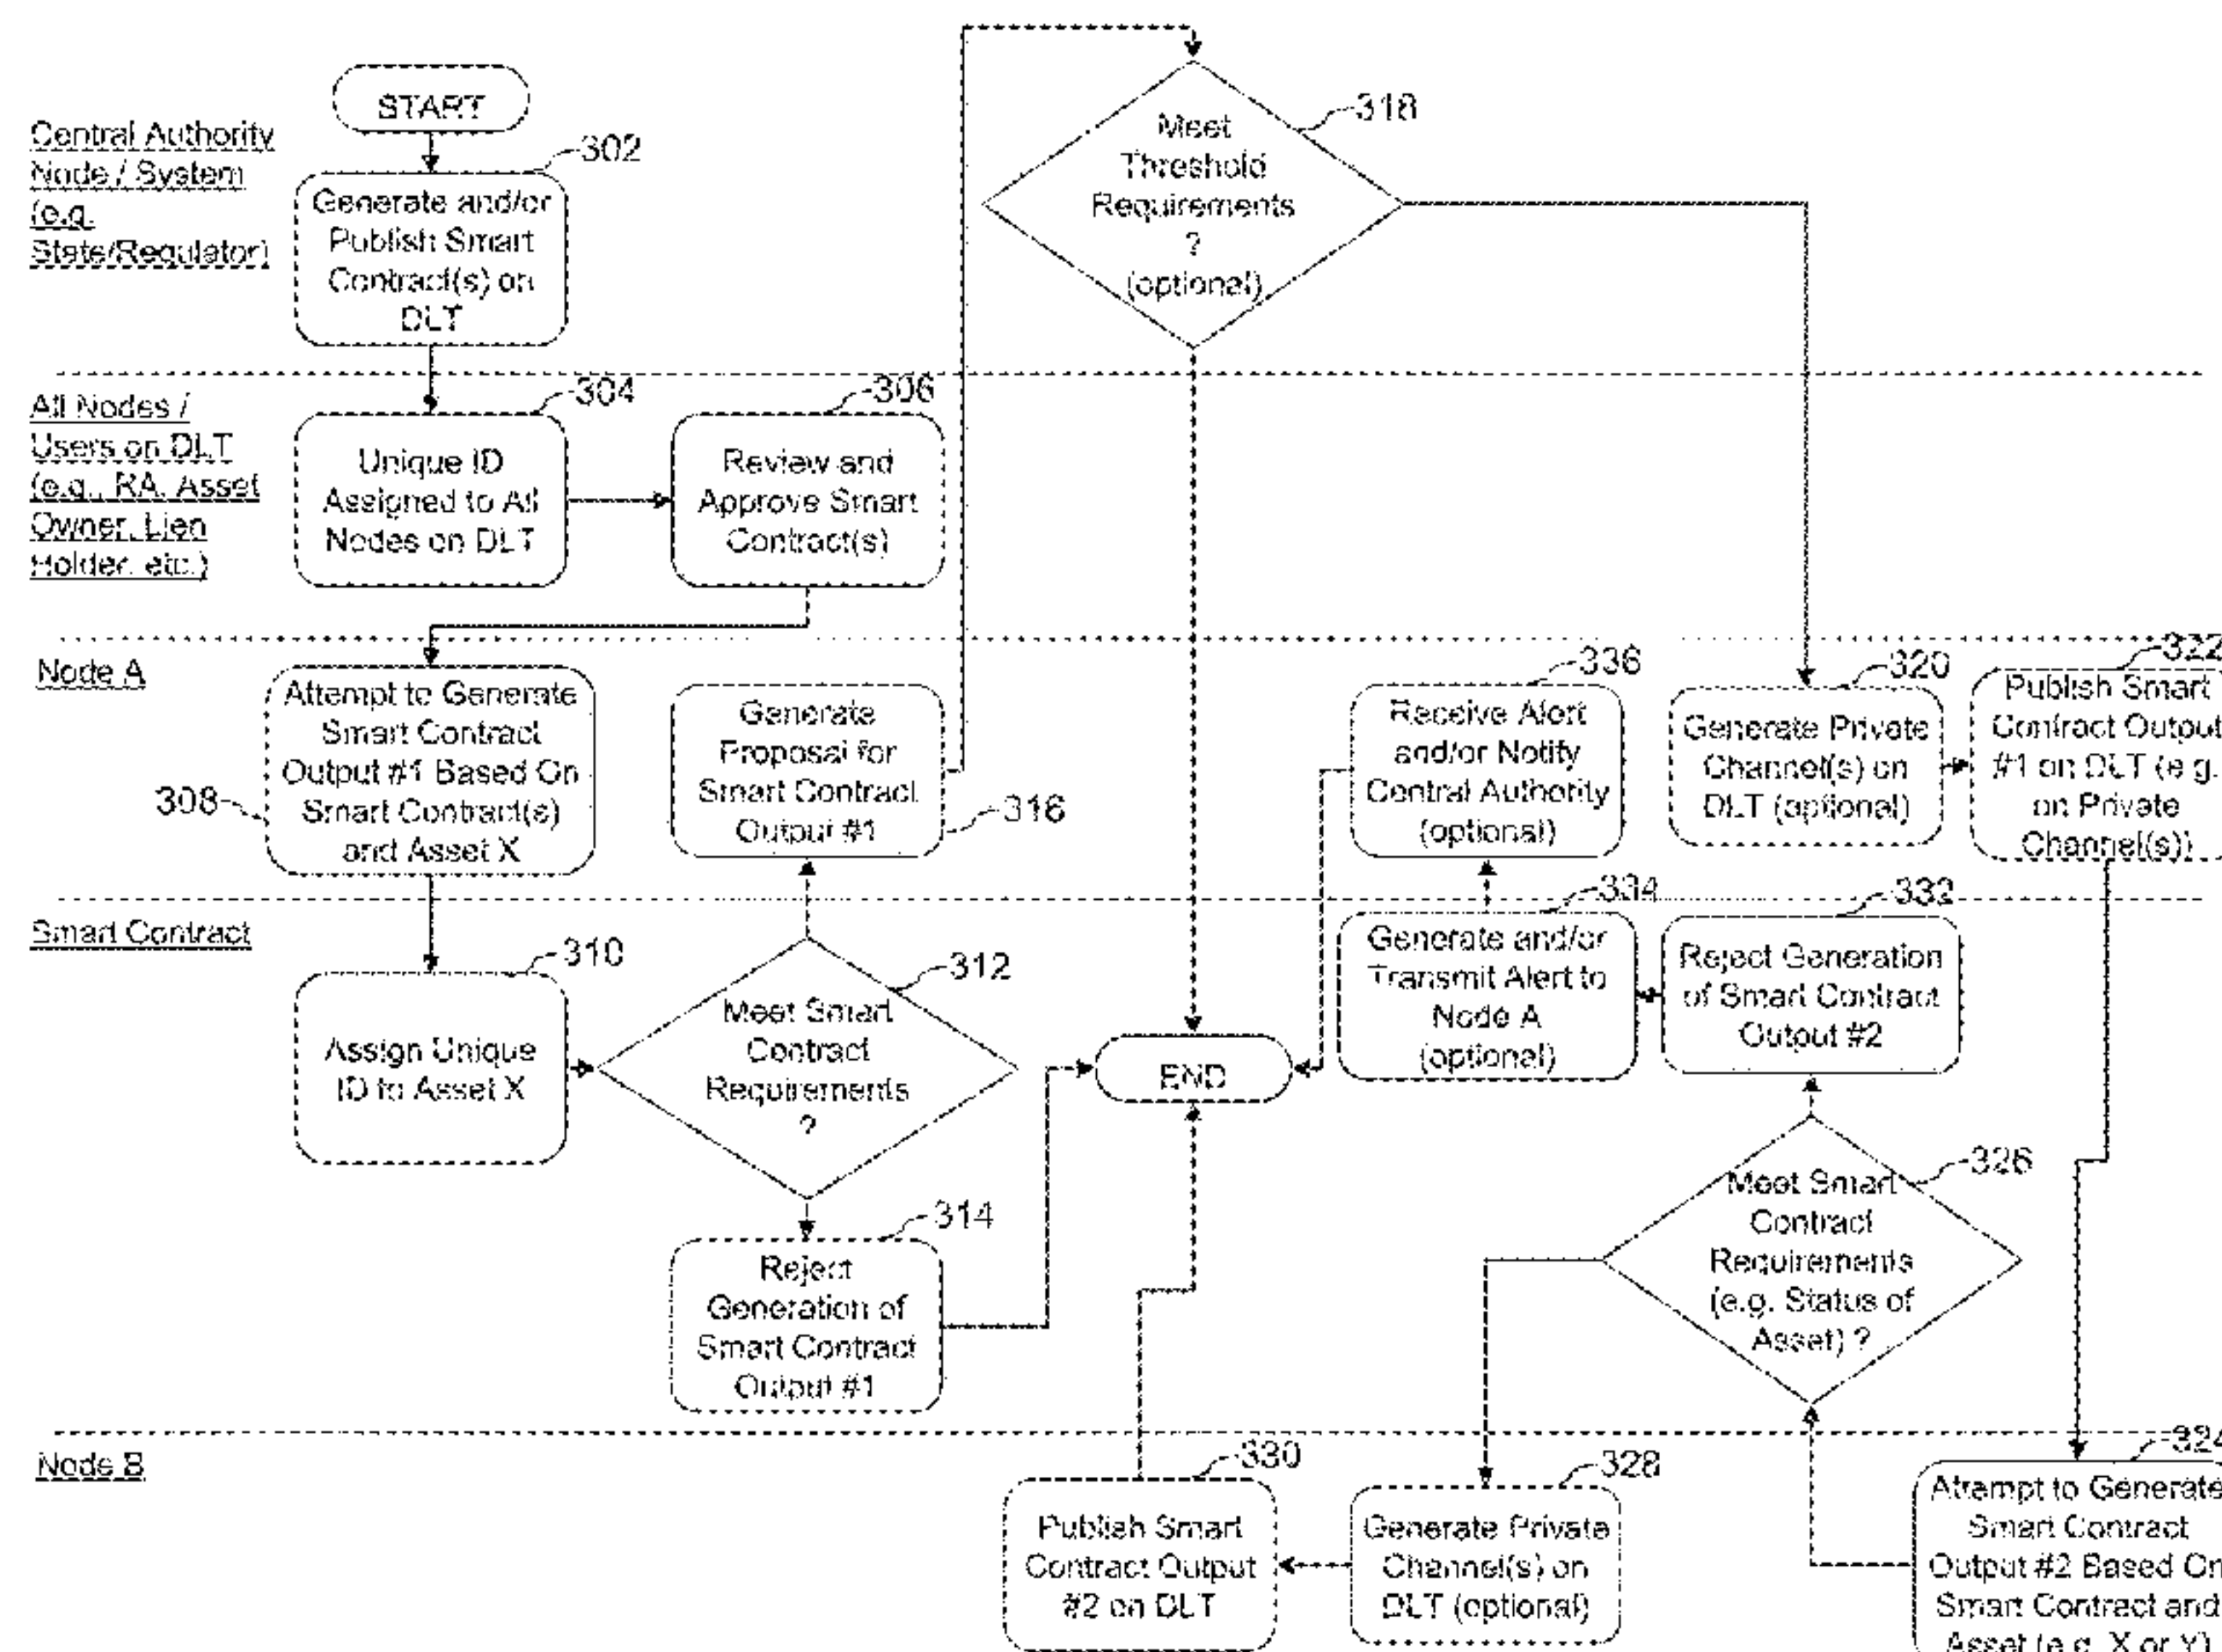 START
Central Authority
Node / System
(e.g.
State/Regulator)
302
Generate and/or
Publish Smart
Contract(s) on
DLT
Meet
Threshold
Requirements
?
(optional)
318
All Nodes /
Users on DLT
(e.g., RA, Asset
Owner, Lien
Holder, etc.)
304
Unique ID
Assigned to All
Nodes on DLT
306
Review and
Approve Smart
Contract(s)
Node A
308
Attempt to Generate
Smart Contract
Output #1 Based On
Smart Contract(s)
and Asset X
Generate
Proposal for
Smart Contract
Output #1
316
336
Receive Alert
and/or Notify
Central Authority
(optional)
320
Generate Private
Channel(s) on
DLT (optional)
322
Publish Smart
Contract Output
#1 on DLT (e.g.
on Private
Channel(s))
Smart Contract
310
Assign Unique
ID to Asset X
312
Meet Smart
Contract
Requirements
?
314
Reject
Generation of
Smart Contract
Output #1
END
334
Generate and/or
Transmit Alert to
Node A
(optional)
332
Reject Generation
of Smart Contract
Output #2
326
Meet Smart
Contract
Requirements
(e.g. Status of
Asset) ?
Node B
330
Publish Smart
Contract Output
#2 on DLT
328
Generate Private
Channel(s) on
DLT (optional)
324
Attempt to Generate
Smart Contract
Output #2 Based On
Smart Contract and
Asset (e.g. X or Y)